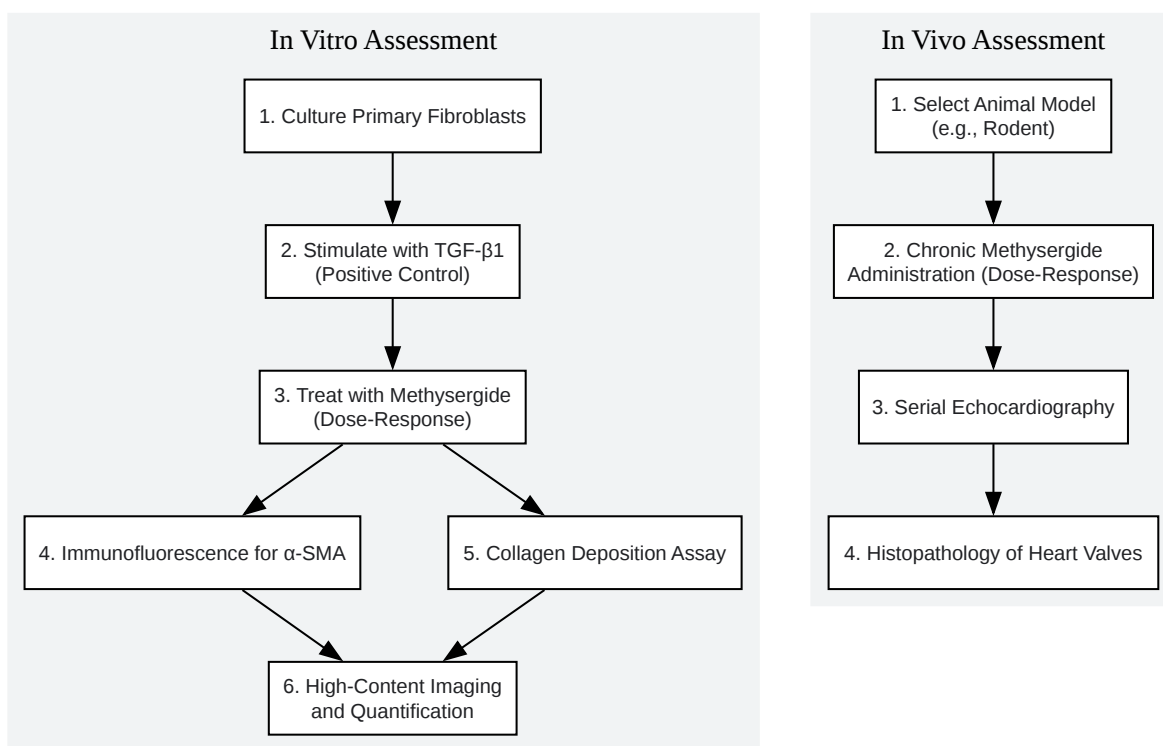 In Vitro Assessment
1. Culture Primary Fibroblasts
2. Stimulate with TGF-β1
(Positive Control)
3. Treat with Methysergide
(Dose-Response)
4. Immunofluorescence for α-SMA
5. Collagen Deposition Assay
6. High-Content Imaging
and Quantification
In Vivo Assessment
1. Select Animal Model
(e.g., Rodent)
2. Chronic Methysergide
Administration (Dose-Response)
3. Serial Echocardiography
4. Histopathology of Heart Valves